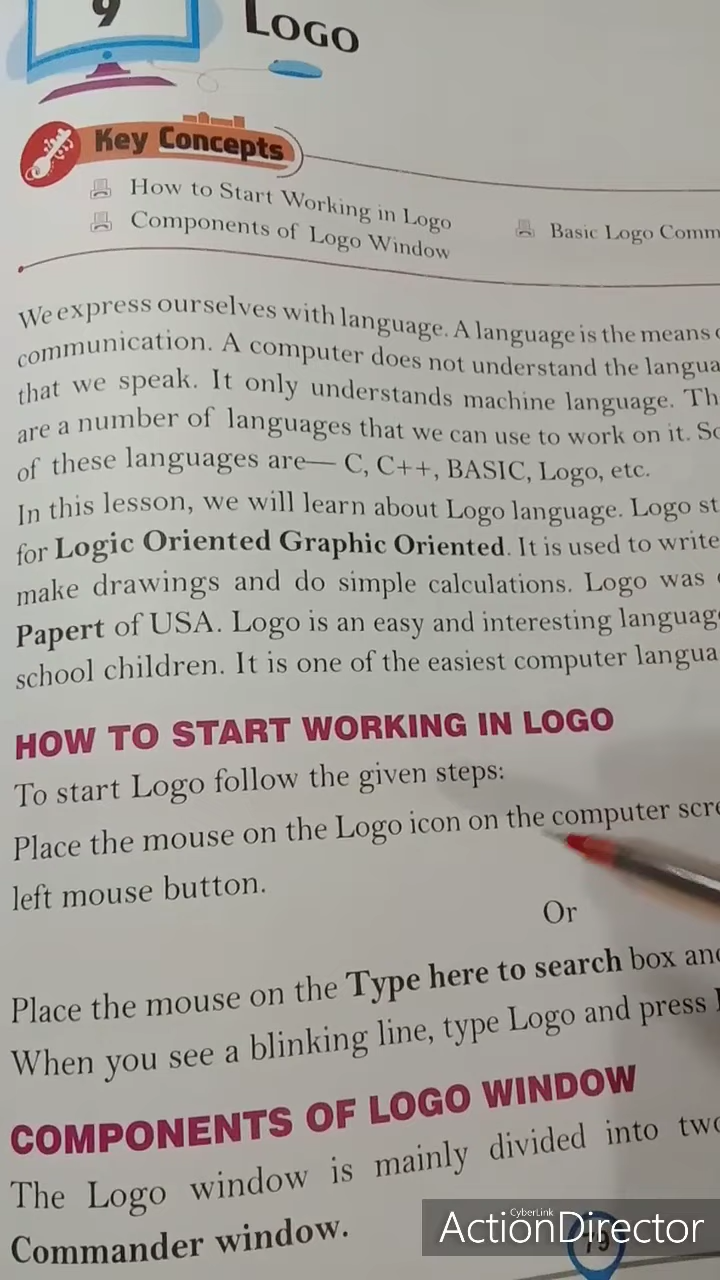 9
LOGO
Key Concepts
How to Start Working in Logo
Components of Logo Window
Basic Logo Comm
We express ourselves with language. A language is the means
communication. A computer does not understand the langua
that we speak. It only understands machine language. Th
are a number of languages that we can use to work on it. So
of these languages are— C, C++, BASIC, Logo, etc.
In this lesson, we will learn about Logo language. Logo st
for Logic Oriented Graphic Oriented. It is used to write
make drawings and do simple calculations. Logo was
Papert of USA. Logo is an easy and interesting language
school children. It is one of the easiest computer langua
HOW TO START WORKING IN LOGO
To start Logo follow the given steps:
Place the mouse on the Logo icon on the computer scre
left mouse button.
Or
Place the mouse on the Type here to search box and
When you see a blinking line, type Logo and press
COMPONENTS OF LOGO WINDOW
The Logo window is mainly divided into two
Commander window.
CyberLink
ActionDirector
79